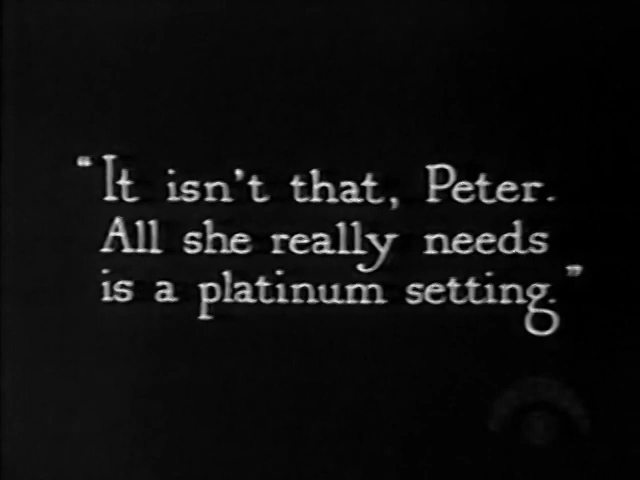 "It isn't that, Peter.
All she really needs
is a platinum setting."